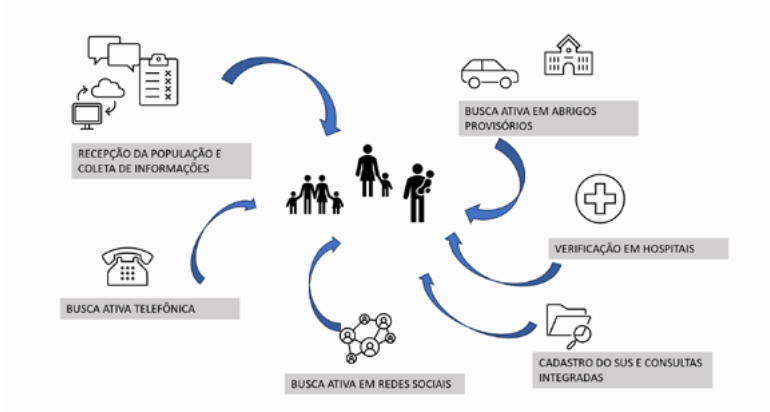 RECEPÇÃO DA POPULAÇÃO E
COLETA DE INFORMAÇÕES
BUSCA ATIVA EM ABRIGOS
PROVISÓRIOS
VERIFICAÇÃO EM HOSPITAIS
BUSCA ATIVA TELEFÔNICA
CADASTRO DO SUS E CONSULTAS
INTEGRADAS
BUSCA ATIVA EM REDES SOCIAIS